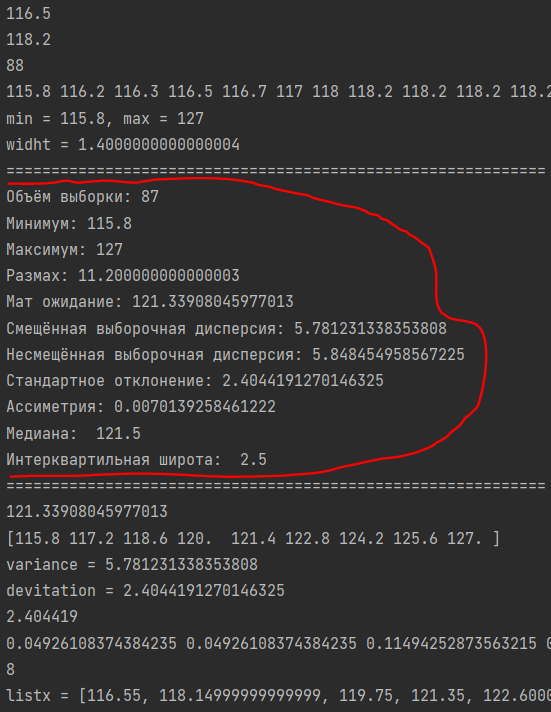 116.5
118.2
88
115.8 116.2 116.3 116.5 116.7 117 118 118.2 118.2 118.2 118.2
min = 115.8, max = 127
widht = 1.4000000000000004
============================================================
Объём выборки: 87
Минимум: 115.8
Максимум: 127
Размах: 11.200000000000003
Мат ожидание: 121.33908045977013
Смещённая выборочная дисперсия: 5.781231338353808
Несмещённая выборочная дисперсия: 5.848454958567225
Стандартное отклонение: 2.4044191270146325
Ассиметрия: 0.0070139258461222
Медиана:  121.5
Интерквартильная широта:  2.5
============================================================
121.33908045977013
[115.8 117.2 118.6 120.  121.4 122.8 124.2 125.6 127. ]
variance = 5.781231338353808
devitation = 2.4044191270146325
2.404419
0.04926108374384235 0.04926108374384235 0.11494252873563215
8
listx = [116.55, 118.14999999999999, 119.75, 121.35, 122.6000